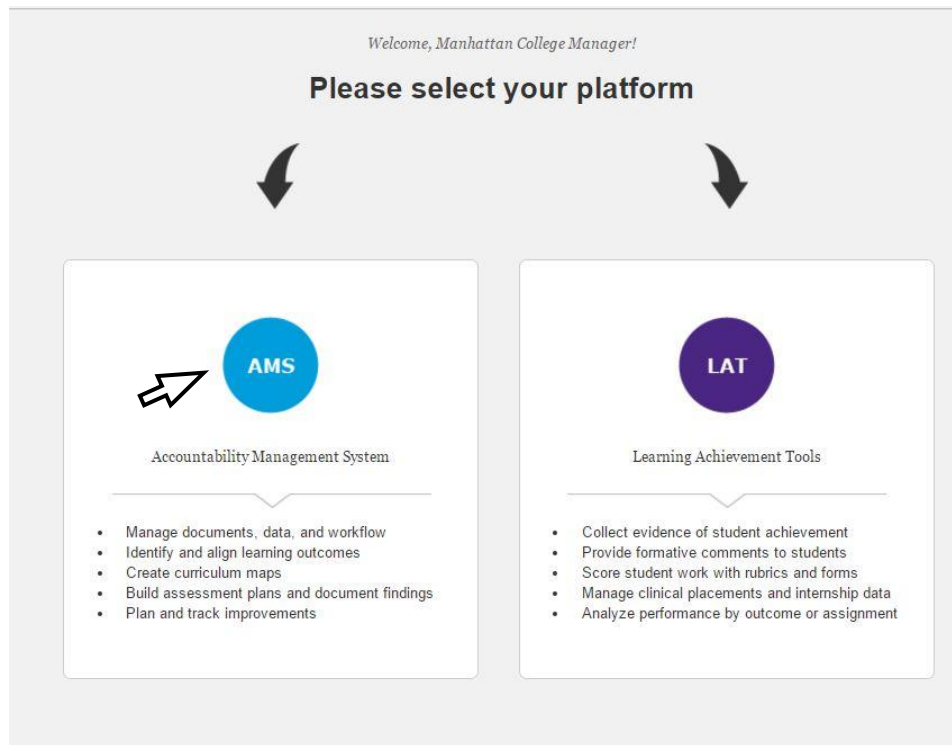 Welcome, Manhattan College Manager!
Please select your platform
AMS
Accountability Management System
• Manage documents, data, and workflow
• Identify and align learning outcomes
• Create curriculum maps
• Build assessment plans and document findings
• Plan and track improvements
LAT
Learning Achievement Tools
• Collect evidence of student achievement
• Provide formative comments to students
• Score student work with rubrics and forms
• Manage clinical placements and internship data
• Analyze performance by outcome or assignment